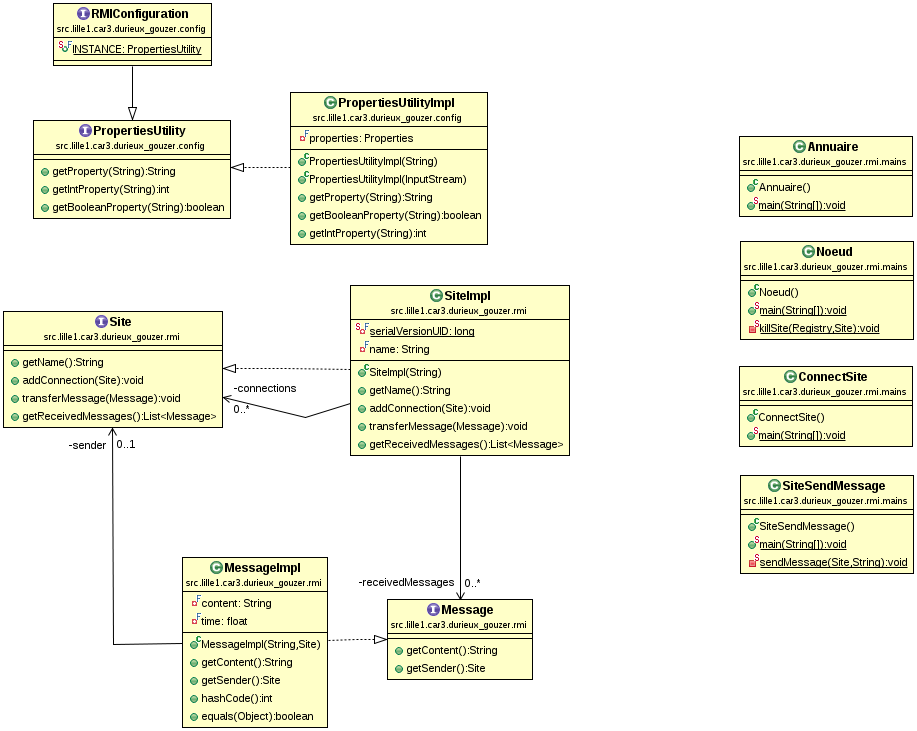 RMIConfiguration
src.lille1.car3.durieux_gouzer.config
INSTANCE: PropertiesUtility
PropertiesUtility
src.lille1.car3.durieux_gouzer.config
getProperty(String):String
getIntProperty(String):int
getBooleanProperty(String):boolean
PropertiesUtilityImpl
src.lille1.car3.durieux_gouzer.config
properties: Properties
PropertiesUtilityImpl(String)
PropertiesUtilityImpl(InputStream)
getProperty(String):String
getBooleanProperty(String):boolean
getIntProperty(String):int
Annuaire
src.lille1.car3.durieux_gouzer.rmi.mains
Annuaire()
main(String[]):void
Noeud
src.lille1.car3.durieux_gouzer.rmi.mains
Noeud()
main(String[]):void
killSite(Registry,Site):void
Site
src.lille1.car3.durieux_gouzer.rmi
getName():String
addConnection(Site):void
transferMessage(Message):void
getReceivedMessages():List<Message>
-connections
0..*
SiteImpl
src.lille1.car3.durieux_gouzer.rmi
serialVersionUID: long
name: String
SiteImpl(String)
getName():String
addConnection(Site):void
transferMessage(Message):void
getReceivedMessages():List<Message>
ConnectSite
src.lille1.car3.durieux_gouzer.rmi.mains
ConnectSite()
main(String[]):void
-sender 0..1
SiteSendMessage
src.lille1.car3.durieux_gouzer.rmi.mains
SiteSendMessage()
main(String[]):void
sendMessage(Site,String):void
MessageImpl
src.lille1.car3.durieux_gouzer.rmi
content: String
time: float
MessageImpl(String,Site)
getContent():String
getSender():Site
hashCode():int
equals(Object):boolean
-receivedMessages 0..*
Message
src.lille1.car3.durieux_gouzer.rmi
getContent():String
getSender():Site